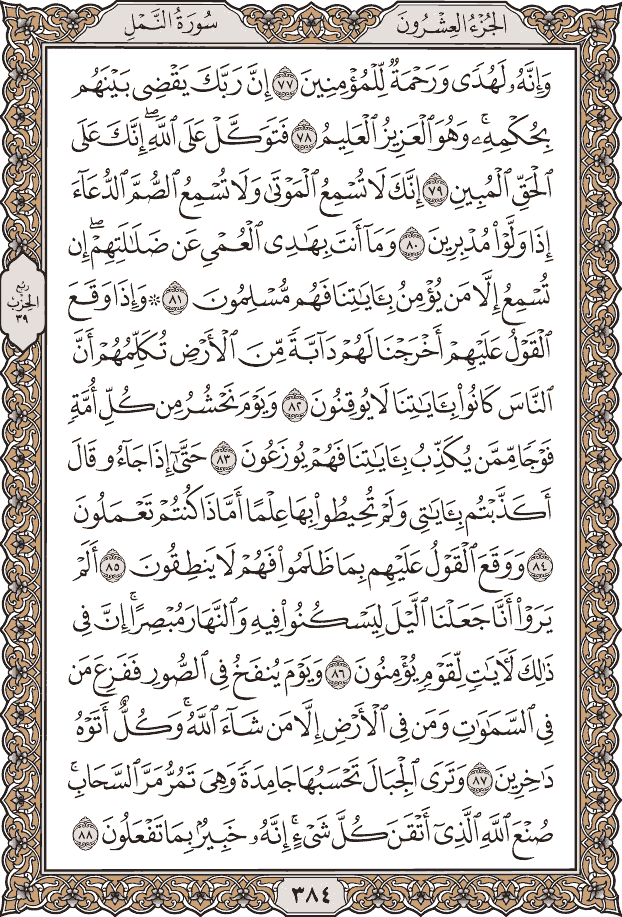 الجُزْءُ العِشْرُونَ
سُورَةُ النَّمْلِ
وَإِنَّهُۥ لَهُدٗى وَرَحۡمَةٞ لِّلۡمُؤۡمِنِينَ ٧٧ إِنَّ رَبَّكَ يَقۡضِي بَيۡنَهُم
بِحُكۡمِهِۦۚ وَهُوَ ٱلۡعَزِيزُ ٱلۡعَلِيمُ ٧٨ فَتَوَكَّلۡ عَلَى ٱللَّهِۖ إِنَّكَ عَلَى
ٱلۡحَقِّ ٱلۡمُبِينِ ٧٩ إِنَّكَ لَا تُسۡمِعُ ٱلۡمَوۡتَىٰ وَلَا تُسۡمِعُ ٱلصُّمَّ ٱلدُّعَآءَ
إِذَا وَلَّوۡاْ مُدۡبِرِينَ ٨٠ وَمَآ أَنتَ بِهَٰدِي ٱلۡعُمۡيِ عَن ضَلَٰلَتِهِمۡۖ إِن
تُسۡمِعُ إِلَّا مَن يُؤۡمِنُ بِـَٔايَٰتِنَا فَهُم مُّسۡلِمُونَ ٨١ ۞ وَإِذَا وَقَعَ
ٱلۡقَوۡلُ عَلَيۡهِمۡ أَخۡرَجۡنَا لَهُمۡ دَآبَّةٗ مِّنَ ٱلۡأَرۡضِ تُكَلِّمُهُمۡ أَنَّ
ٱلنَّاسَ كَانُواْ بِـَٔايَٰتِنَا لَا يُوقِنُونَ ٨٢ وَيَوۡمَ نَحۡشُرُ مِن كُلِّ أُمَّةٖ
فَوۡجٗا مِّمَّن يُكَذِّبُ بِـَٔايَٰتِنَا فَهُمۡ يُوزَعُونَ ٨٣ حَتَّىٰٓ إِذَا جَآءُو قَالَ
أَكَذَّبۡتُم بِـَٔايَٰتِي وَلَمۡ تُحِيطُواْ بِهَا عِلۡمًا أَمَّاذَا كُنتُمۡ تَعۡمَلُونَ
٨٤ وَوَقَعَ ٱلۡقَوۡلُ عَلَيۡهِم بِمَا ظَلَمُواْ فَهُمۡ لَا يَنطِقُونَ ٨٥ أَلَمۡ
يَرَوۡاْ أَنَّا جَعَلۡنَا ٱلَّيۡلَ لِيَسۡكُنُواْ فِيهِ وَٱلنَّهَارَ مُبۡصِرًاۚ إِنَّ فِي
ذَٰلِكَ لَأٓيَٰتٖ لِّقَوۡمٖ يُؤۡمِنُونَ ٨٦ وَيَوۡمَ يُنفَخُ فِي ٱلصُّورِ فَفَزِعَ مَن
فِي ٱلسَّمَٰوَٰتِ وَمَن فِي ٱلۡأَرۡضِ إِلَّا مَن شَآءَ ٱللَّهُۚ وَكُلٌّ أَتَوۡهُ
دَٰخِرِينَ ٨٧ وَتَرَى ٱلۡجِبَالَ تَحۡسَبُهَا جَامِدَةٗ وَهِيَ تَمُرُّ مَرَّ ٱلسَّحَابِۚ
صُنۡعَ ٱللَّهِ ٱلَّذِيٓ أَتۡقَنَ كُلَّ شَيۡءٍۚ إِنَّهُۥ خَبِيرُۢ بِمَا تَفۡعَلُونَ ٨٨
ربع
الحزب
٣٩
٣٨٤